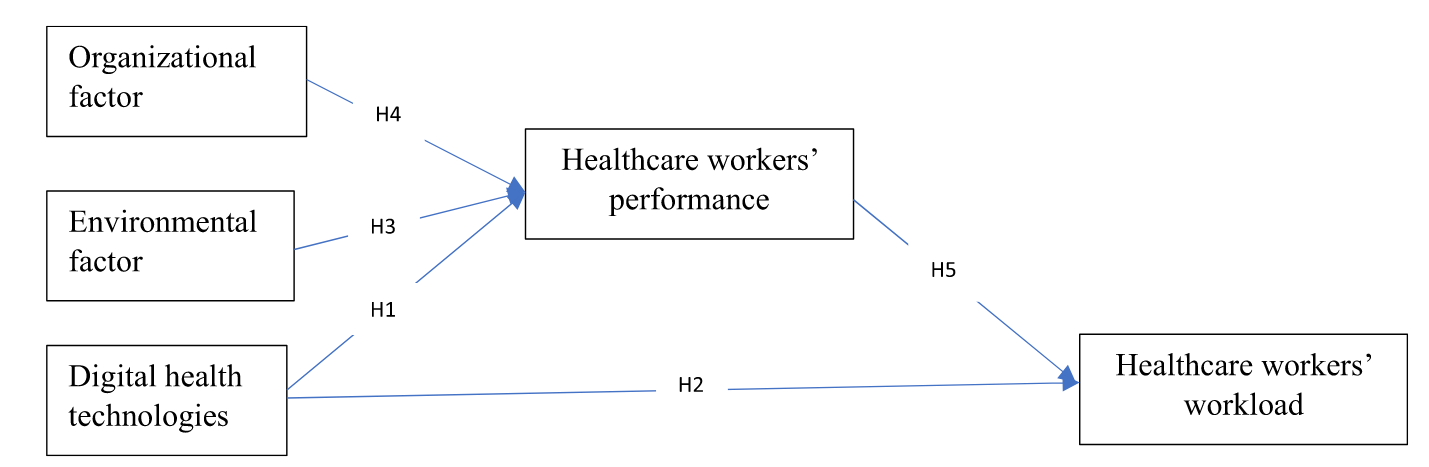 Organizational
factor
H4
Healthcare workers’
performance
Environmental
factor
H3
H5
H1
Digital health
technologies
H2
Healthcare workers’
workload